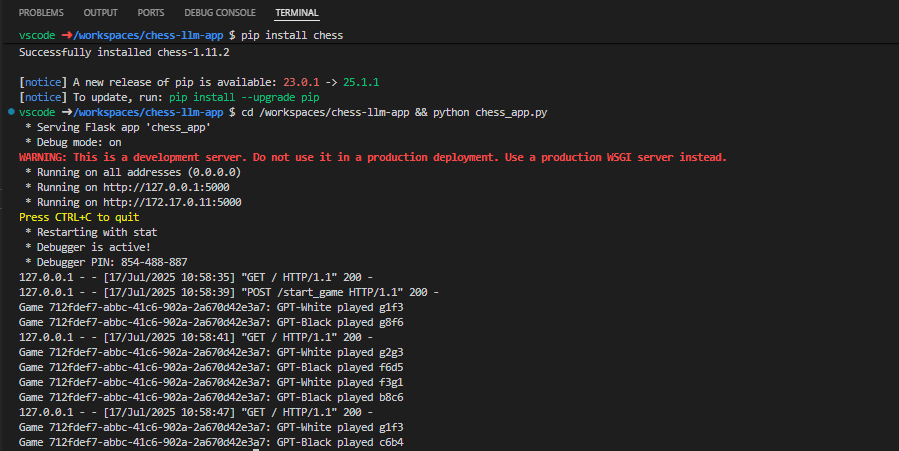 PROBLEMS OUTPUT PORTS DEBUG CONSOLE TERMINAL
vscode ➜/workspaces/chess-llm-app $ pip install chess
Successfully installed chess-1.11.2
[notice] A new release of pip is available: 23.0.1 -> 25.1.1
[notice] To update, run: pip install --upgrade pip
vscode ➜/workspaces/chess-llm-app $ cd /workspaces/chess-llm-app && python chess_app.py
* Serving Flask app 'chess_app'
* Debug mode: on
WARNING: This is a development server. Do not use it in a production deployment. Use a production WSGI server instead.
* Running on all addresses (0.0.0.0)
* Running on http://127.0.0.1:5000
* Running on http://172.17.0.11:5000
Press CTRL+C to quit
* Restarting with stat
* Debugger is active!
* Debugger PIN: 854-488-887
127.0.0.1 - - [17/Jul/2025 10:58:35] "GET / HTTP/1.1" 200 -
127.0.0.1 - - [17/Jul/2025 10:58:39] "POST /start_game HTTP/1.1" 200 -
Game 712fdef7-abbc-41c6-902a-2a670d42e3a7: GPT-White played g1f3
Game 712fdef7-abbc-41c6-902a-2a670d42e3a7: GPT-Black played g8f6
127.0.0.1 - - [17/Jul/2025 10:58:41] "GET / HTTP/1.1" 200 -
Game 712fdef7-abbc-41c6-902a-2a670d42e3a7: GPT-White played g2g3
Game 712fdef7-abbc-41c6-902a-2a670d42e3a7: GPT-Black played f6d5
Game 712fdef7-abbc-41c6-902a-2a670d42e3a7: GPT-White played f3g1
Game 712fdef7-abbc-41c6-902a-2a670d42e3a7: GPT-Black played b8c6
127.0.0.1 - - [17/Jul/2025 10:58:47] "GET / HTTP/1.1" 200 -
Game 712fdef7-abbc-41c6-902a-2a670d42e3a7: GPT-White played g1f3
Game 712fdef7-abbc-41c6-902a-2a670d42e3a7: GPT-Black played c6b4